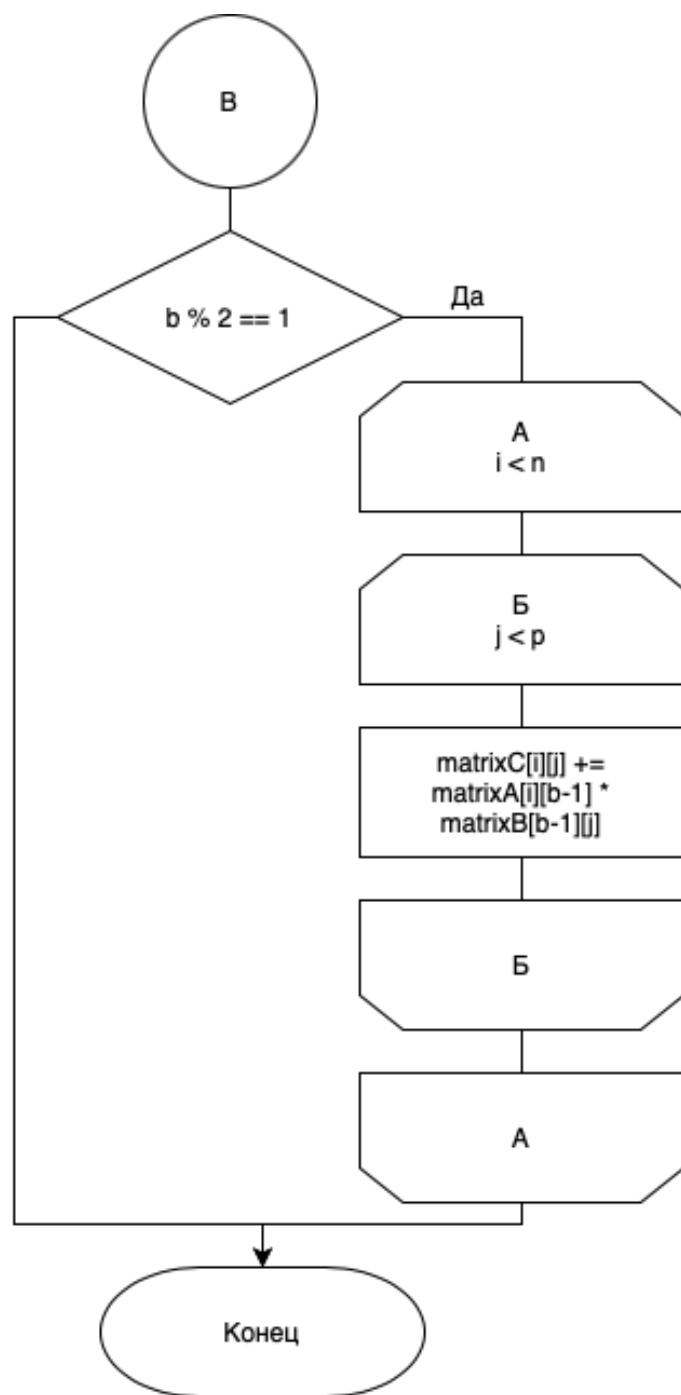 В
b % 2 == 1
Да
А
i < n
Б
j < p
matrixC[i][j] +=
matrixA[i][b-1] *
matrixB[b-1][j]
Б
А
Конец